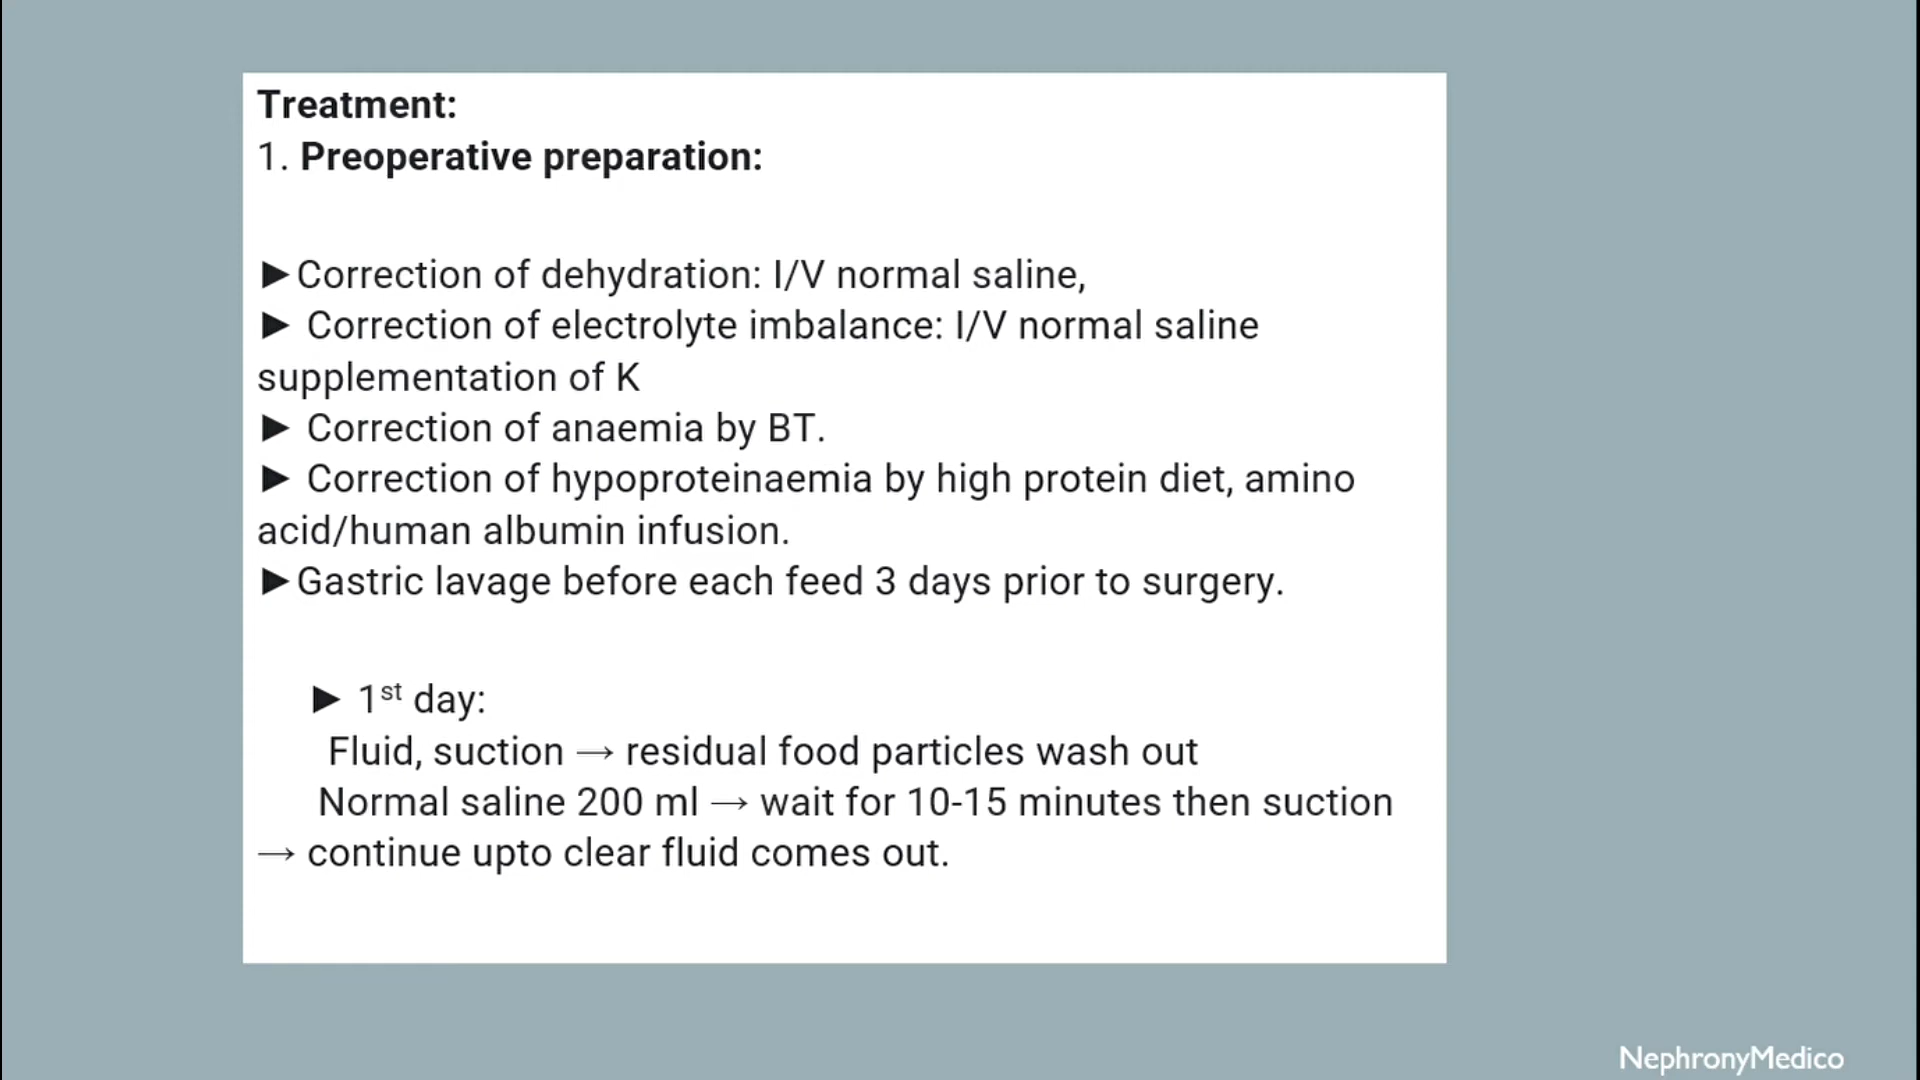 Treatment:
1. Preoperative preparation:
►Correction of dehydration: I/V normal saline,
► Correction of electrolyte imbalance: I/V normal saline
supplementation of K
► Correction of anaemia by BT.
► Correction of hypoproteinaemia by high protein diet, amino
acid/human albumin infusion.
►Gastric lavage before each feed 3 days prior to surgery.
► 1st day:
Fluid, suction → residual food particles wash out
Normal saline 200 ml → wait for 10-15 minutes then suction
→ continue upto clear fluid comes out.
NephronyMedico